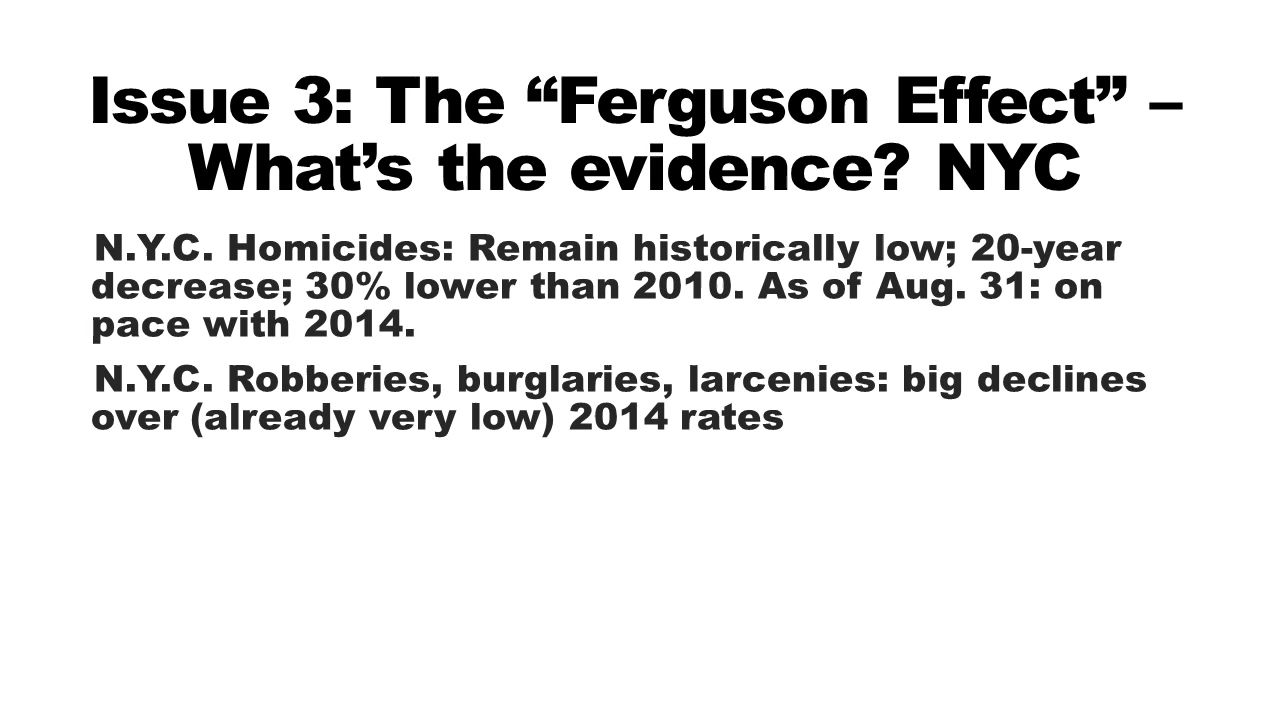 Issue 3: The “Ferguson Effect” –
What’s the evidence? NYC
N.Y.C. Homicides: Remain historically low; 20-year
decrease; 30% lower than 2010. As of Aug. 31: on
pace with 2014.
N.Y.C. Robberies, burglaries, larcenies: big declines
over (already very low) 2014 rates